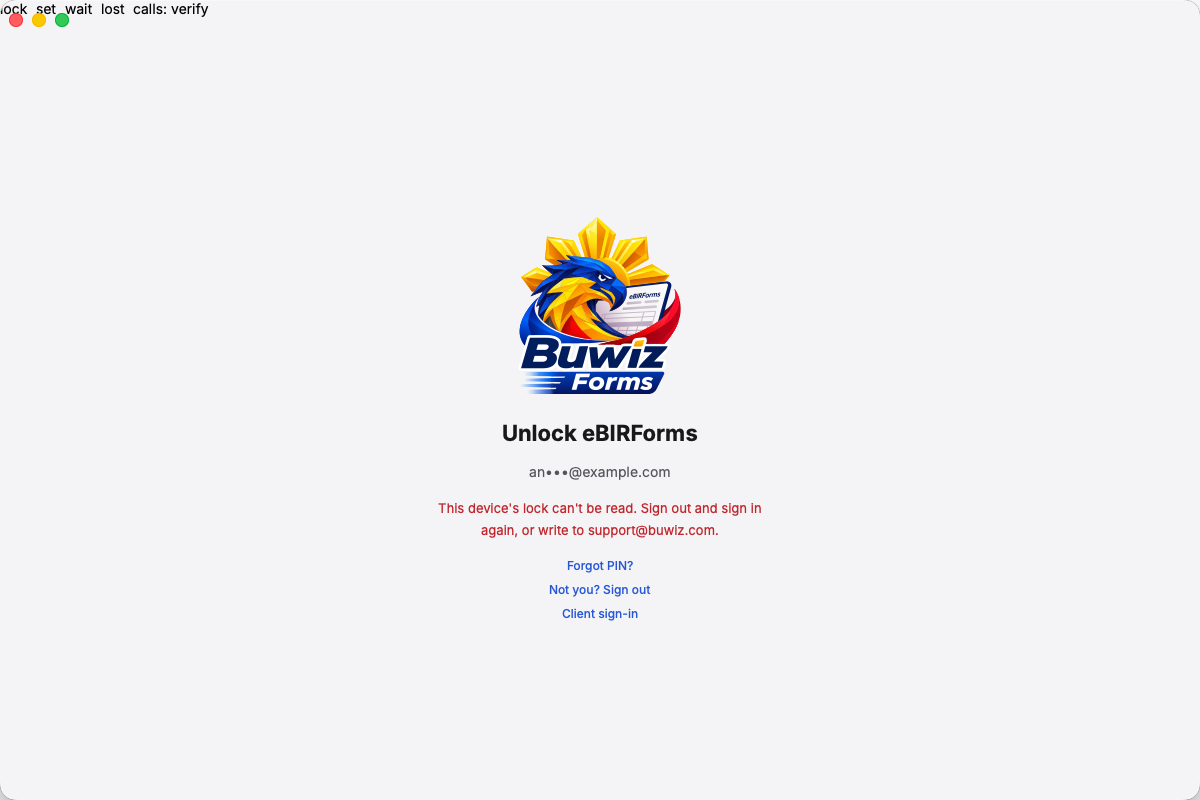 lock set wait lost calls: verify
eBIRForms
Buwiz
Forms
Unlock eBIRForms
an•••@example.com
This device's lock can't be read. Sign out and sign in
again, or write to support@buwiz.com.
Forgot PIN?
Not you? Sign out
Client sign-in